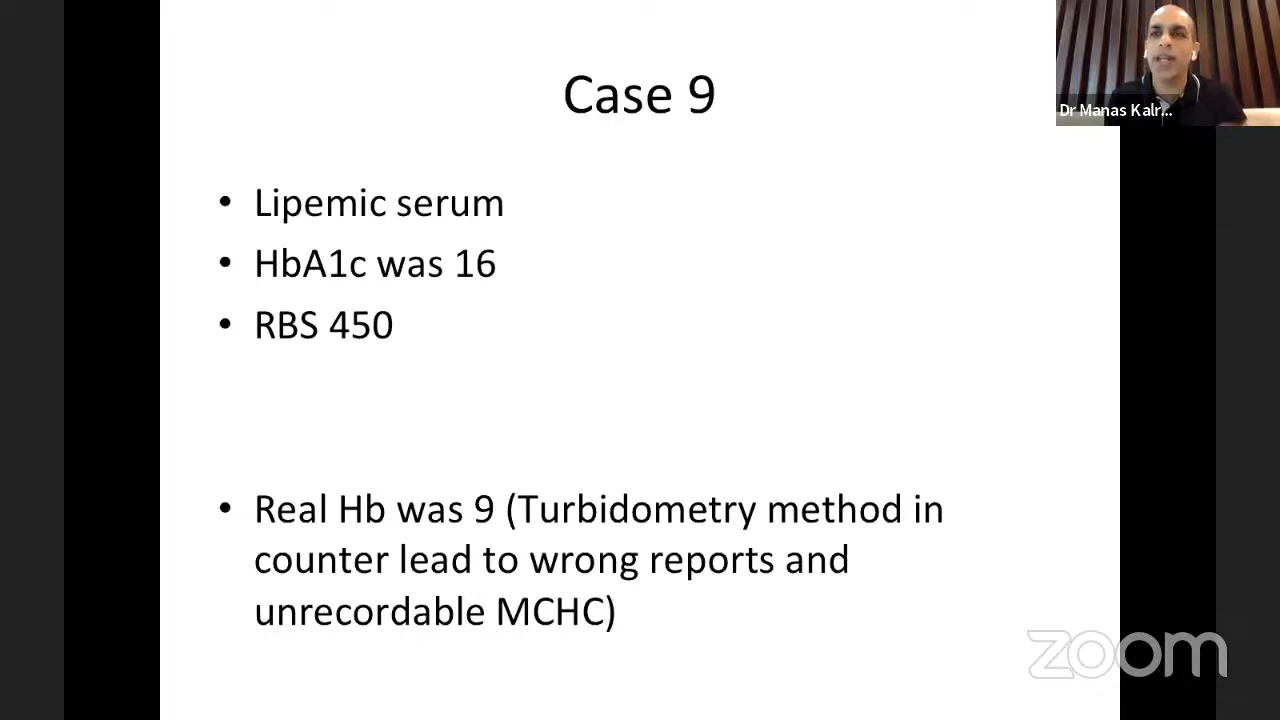 Case 9
Dr Manas Kalr...
• Lipemic serum
• HbA1c was 16
• RBS 450
• Real Hb was 9 (Turbidometry method in
counter lead to wrong reports and
unrecordable MCHC)
zoom